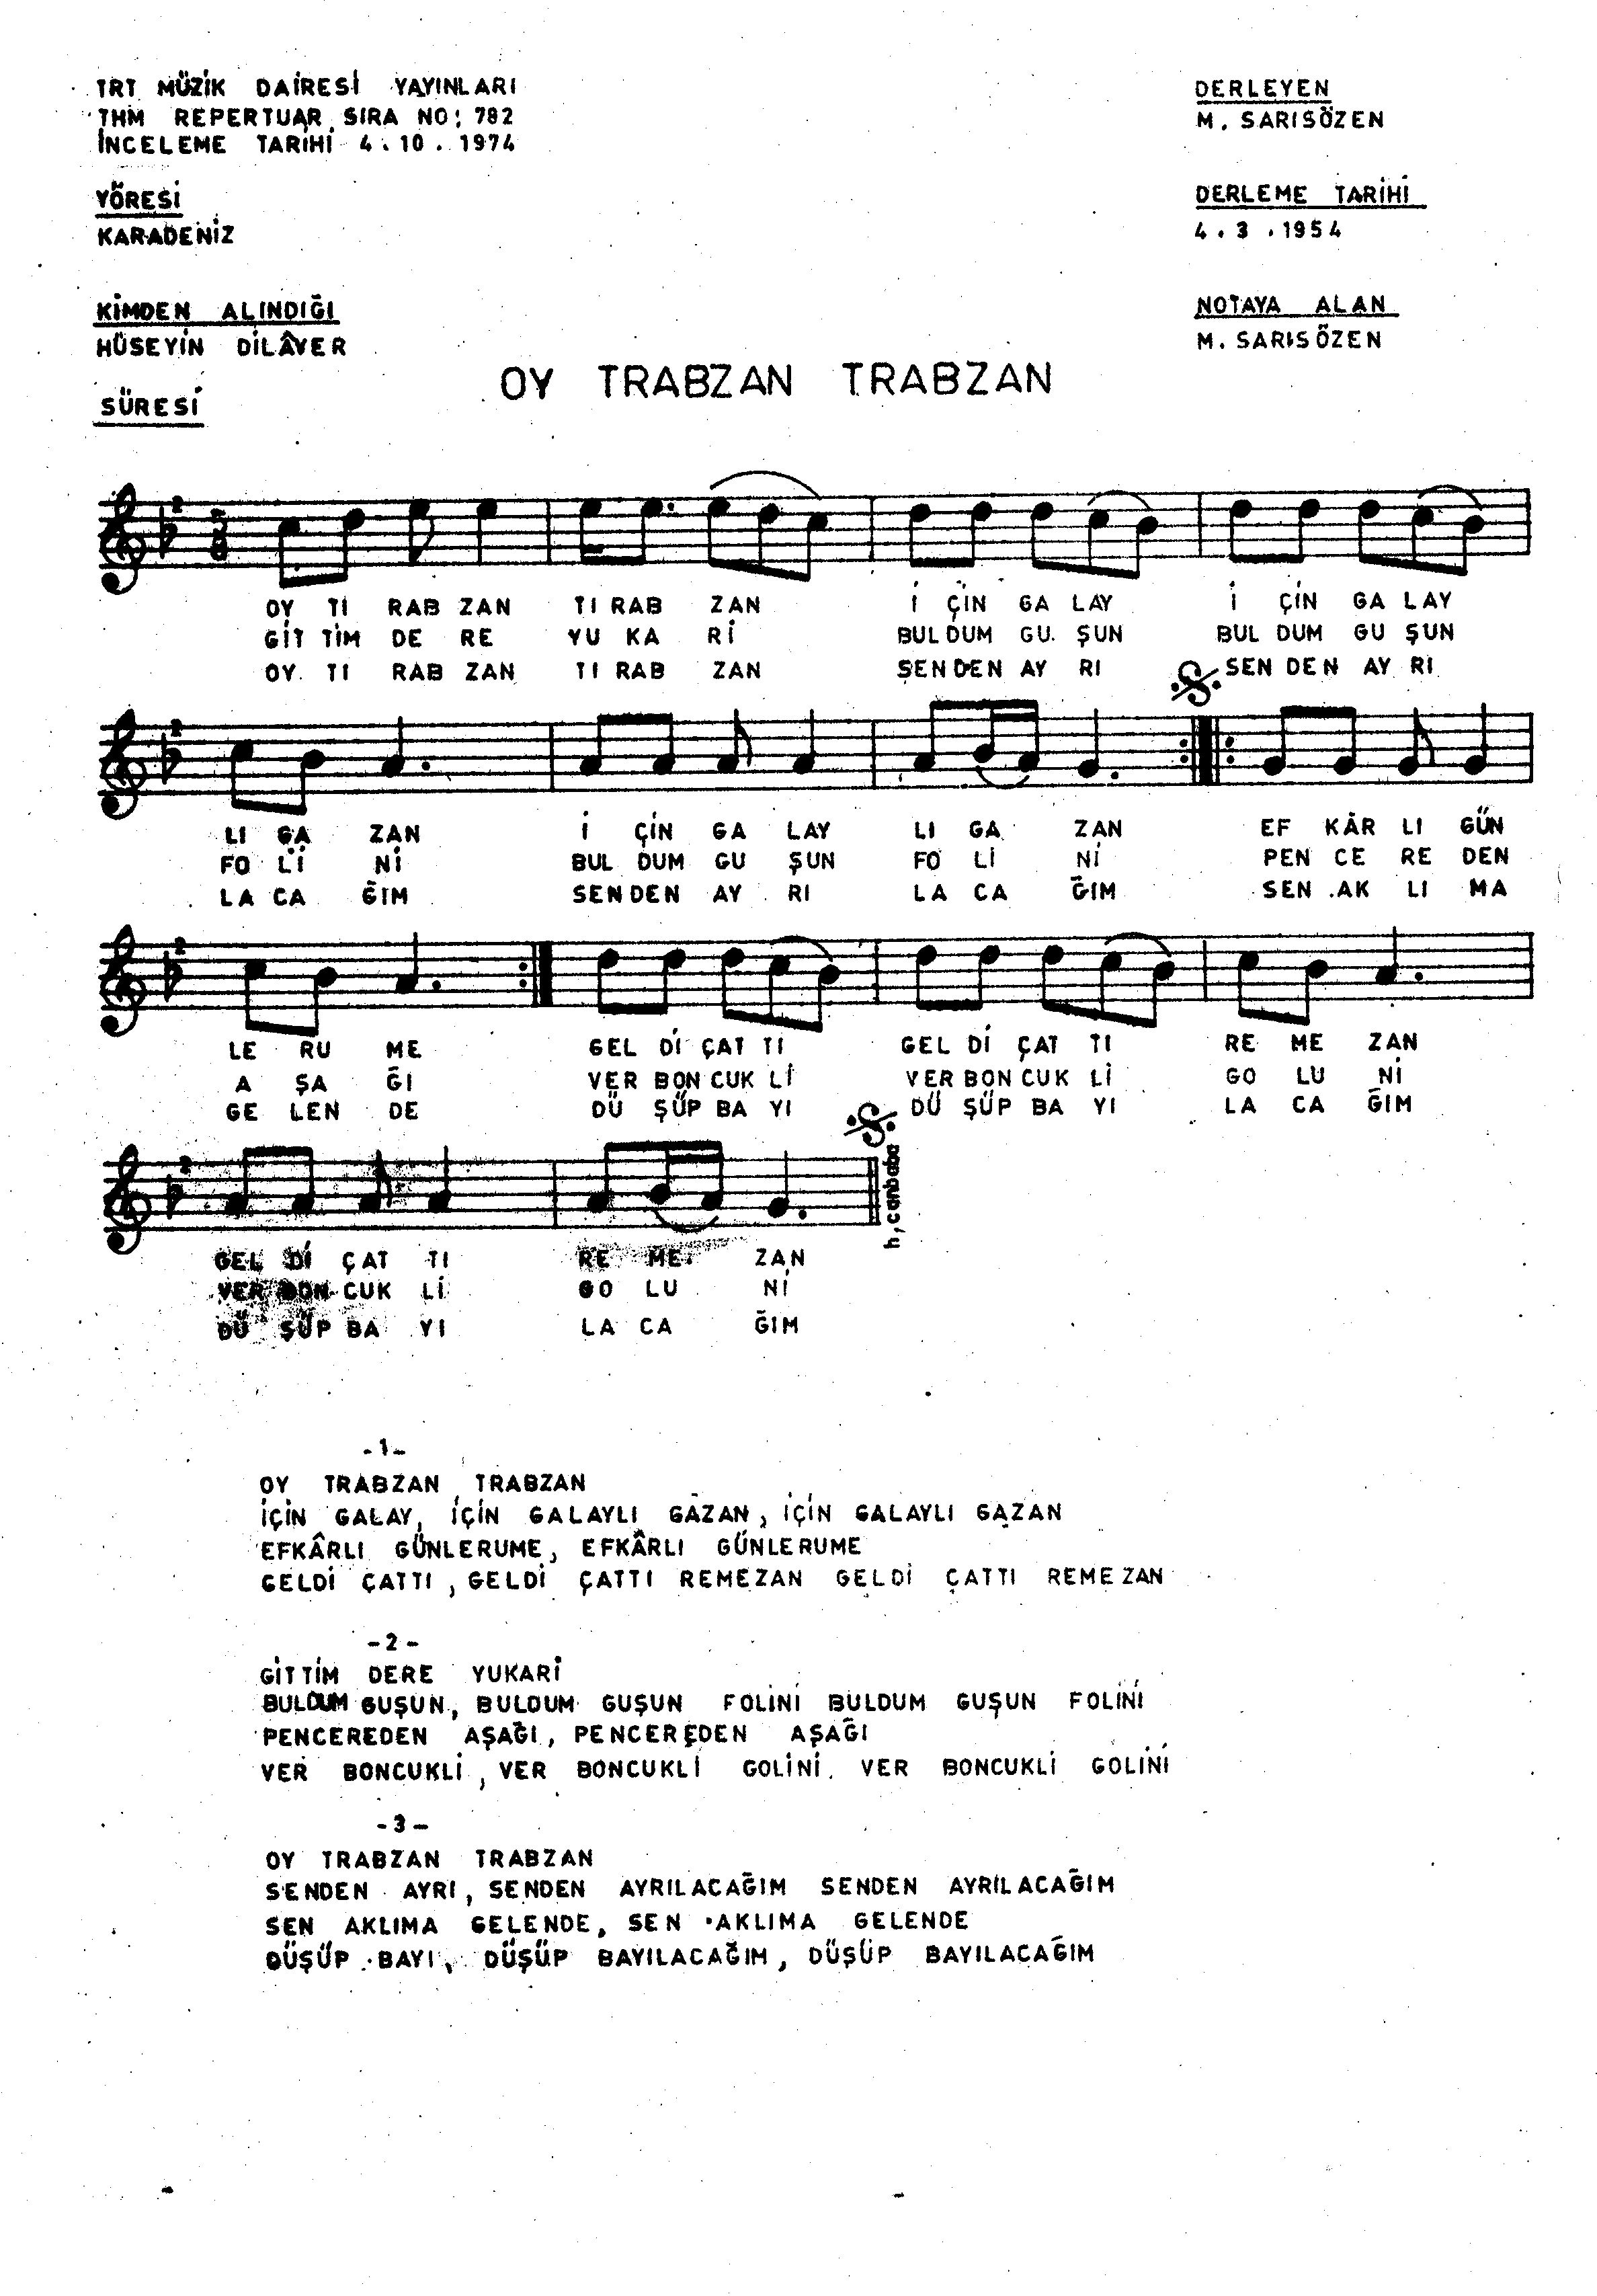 TRT MÜZİK DAİRESİ YAYINLARI
THM REPERTUAR SIRA NO: 782
İNCELEME TARİHİ 4.10.1974
YÖRESİ
KARADENİZ
KİMDEN ALINDIĞI
HÜSEYİN DİLÂVER
SÜRESİ
DERLEYEN
M. SARISÖZEN
DERLEME TARİHİ
4.3.1954
NOTAYA ALAN
M. SARISÖZEN
OY TRABZAN TRABZAN
2
OY TI RAB ZAN TI RAB ZAN İ ÇİN GA LAY İ ÇİN GA LAY
GİT TİM DE RE YU KA Rİ BUL DUM GU ŞUN BUL DUM GU ŞUN
OY TI RAB ZAN TI RAB ZAN SEN DEN AY RI SEN DEN AY RI
2
LI GA ZAN İ ÇİN GA LAY LI GA ZAN EF KÂR LI GÜN
FO Lİ Nİ BUL DUM GU ŞUN FO Lİ Nİ PEN CE RE DEN
LA CA ĞIM SEN DEN AY RI LA CA ĞIM SEN AK LI MA
2
LE RU ME GEL Dİ ÇAT TI GEL Dİ ÇAT TI RE ME ZAN
A ŞA ĞI VER BON CUK Lİ VER BON CUK Lİ GO LU Nİ
GE LEN DE DÜ ŞÜP BA YI DÜ ŞÜP BA YI LA CA ĞIM
h,canbaba
2
GEL Dİ ÇAT TI RE ME ZAN
VER BON CUK Lİ GO LU Nİ
DÜ ŞÜP BA YI LA CA ĞIM
-1-
OY TRABZAN, TRABZAN
İÇİN GALAY, İÇİN GALAYLI GAZAN, İÇİN GALAYLI GAZAN
EFKÂRLI GÜNLERUME, EFKÂRLI GÜNLERUME
GELDİ ÇATTI, GELDİ ÇATTI REMEZAN GELDİ ÇATTI REMEZAN
-2-
GİTTİM DERE YUKARİ
BULDUM GUŞUN, BULDUM GUŞUN FOLİNİ BULDUM GUŞUN FOLİNİ
PENCEREDEN AŞAĞI, PENCEREDEN AŞAĞI
VER BONCUKLİ, VER BONCUKLİ GOLİNİ. VER BONCUKLİ GOLİNİ
-3-
OY TRABZAN TRABZAN
SENDEN AYRI, SENDEN AYRILACAĞIM SENDEN AYRILACAĞIM
SEN AKLIMA GELENDE, SEN AKLIMA GELENDE
DÜŞÜP BAYI, DÜŞÜP BAYILACAĞIM, DÜŞÜP BAYILACAĞIM